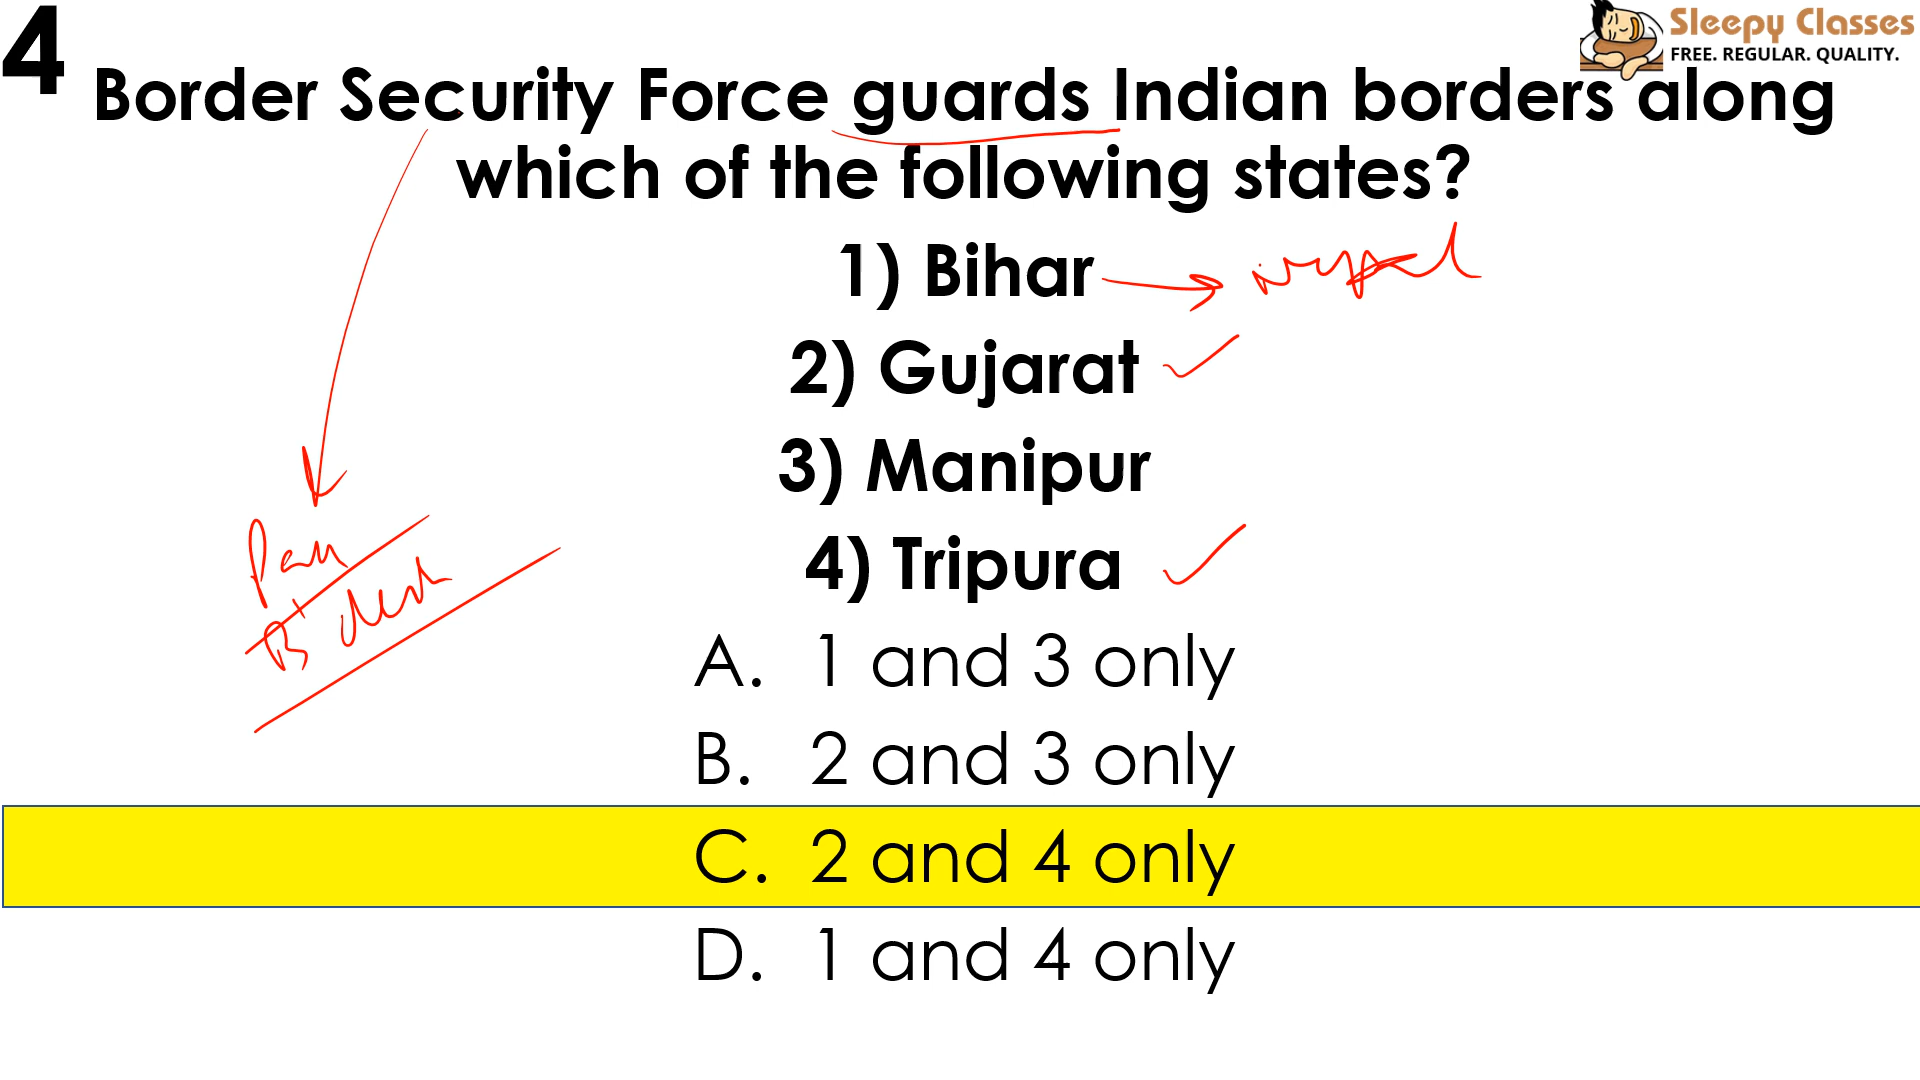 4
Sleepy Classes
FREE. REGULAR. QUALITY.
Border Security Force guards Indian borders along
which of the following states?
1) Bihar
2) Gujarat
3) Manipur
4) Tripura
A. 1 and 3 only
B. 2 and 3 only
C. 2 and 4 only
D. 1 and 4 only